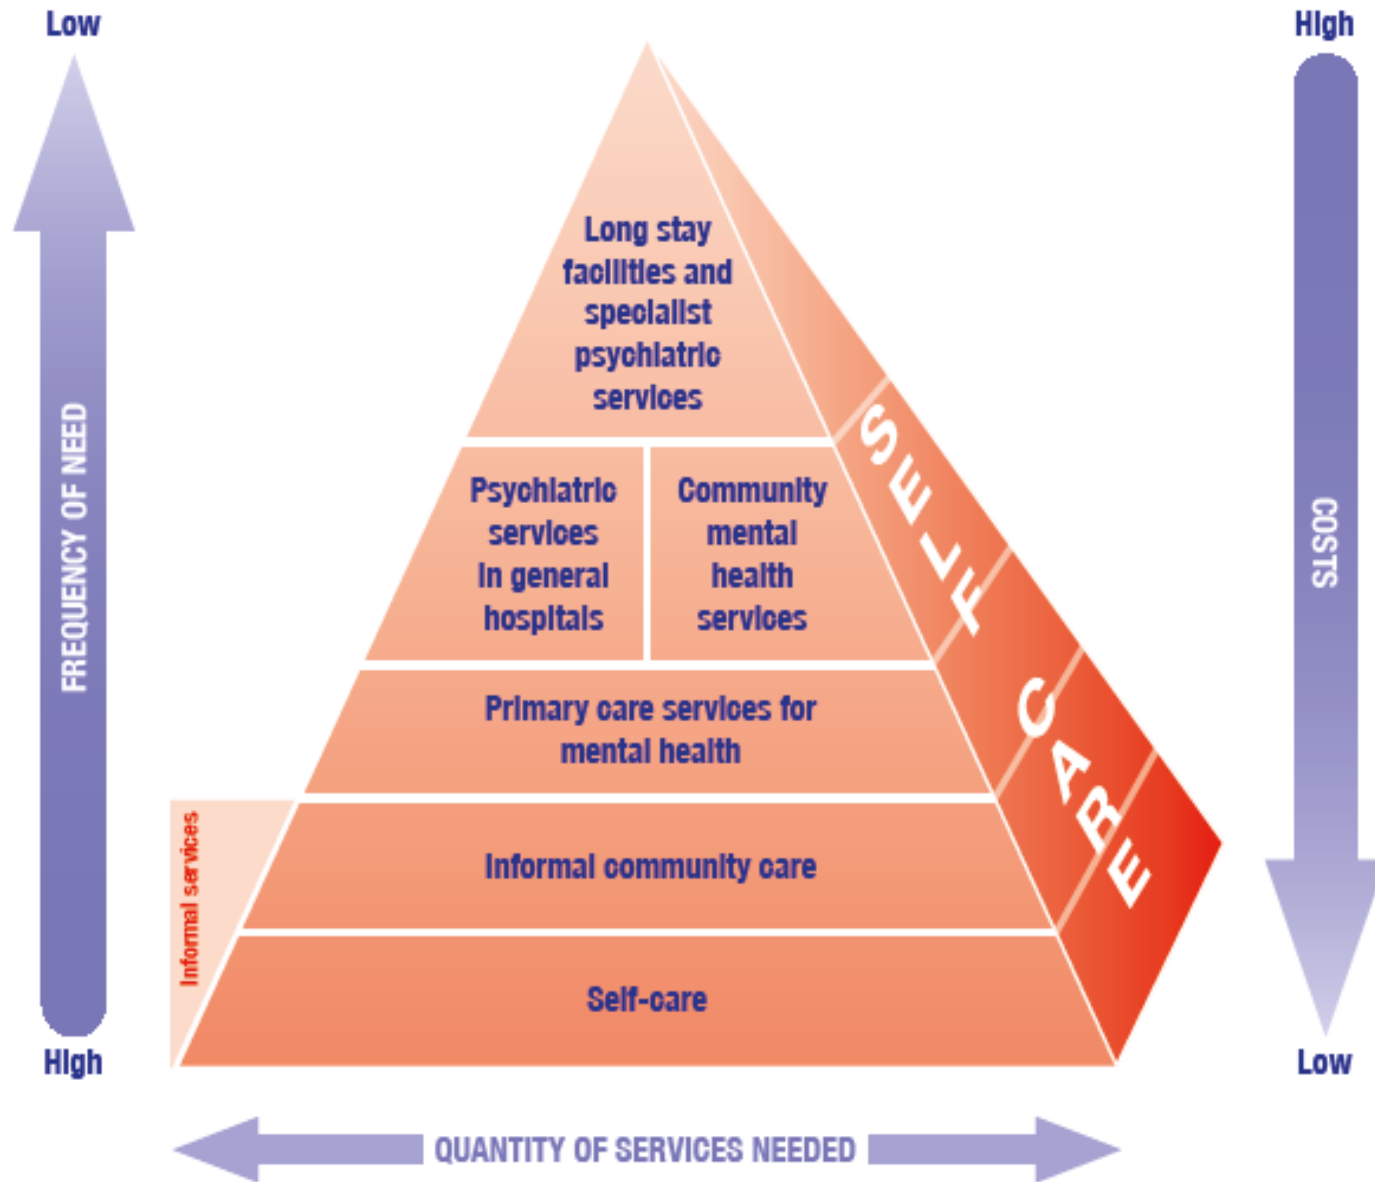 Low
High
Long stay
facilities and
specialist
psychiatric
services
FREQUENCY OF NEED
COSTS
SELF CARE
Psychiatric
services
in general
hospitals
Community
mental
health
services
Primary care services for
mental health
Informal services
Informal community care
Self-care
High
Low
QUANTITY OF SERVICES NEEDED